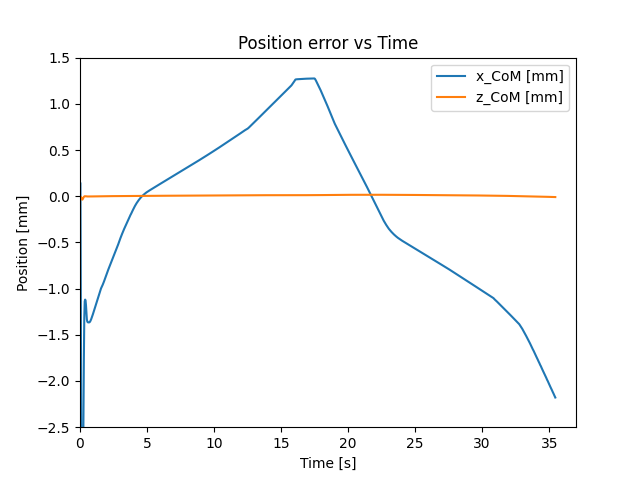 Position error vs Time
x_CoM [mm]
z_CoM [mm]
Position [mm]
1.5
1.0
0.5
0.0
−0.5
−1.0
−1.5
−2.0
−2.5
0 5 10 15 20 25 30 35
Time [s]